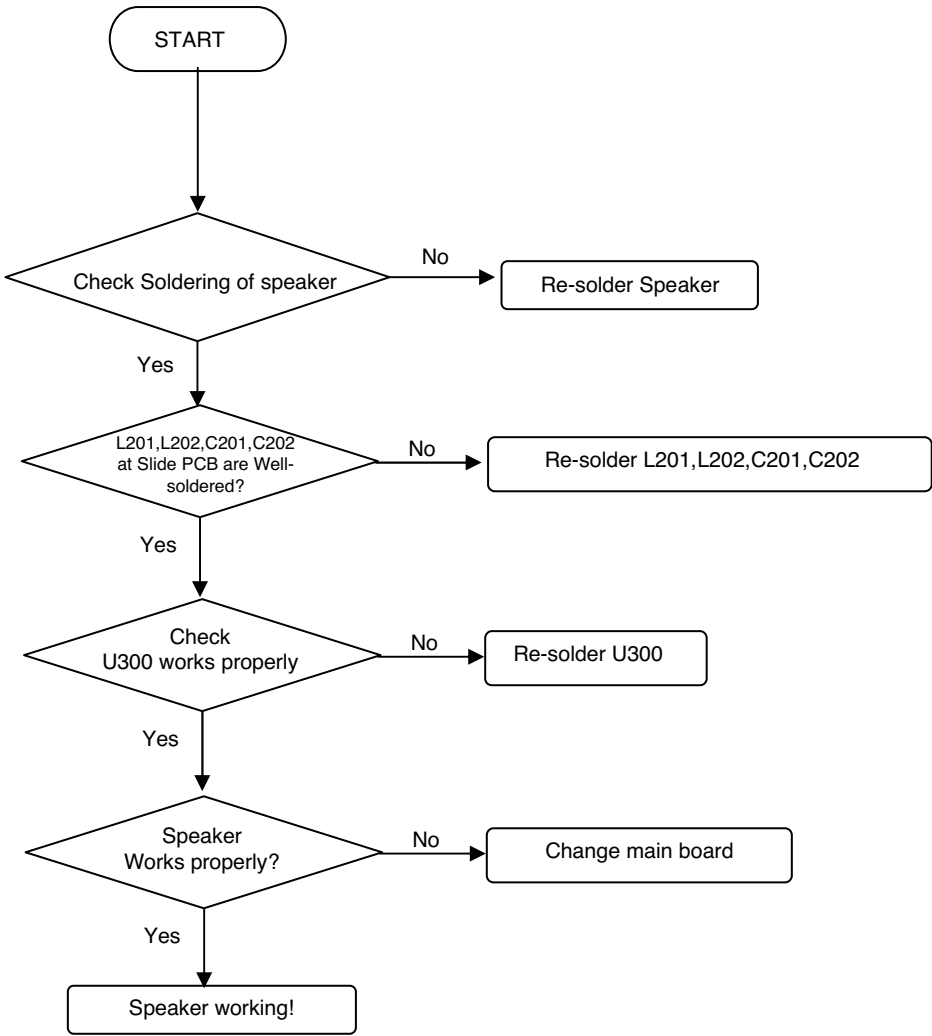 START
Check Soldering of speaker
No
Re-solder Speaker
Yes
L201,L202,C201,C202
at Slide PCB are Well-
soldered?
No
Re-solder L201,L202,C201,C202
Yes
Check
U300 works properly
No
Re-solder U300
Yes
Speaker
Works properly?
No
Change main board
Yes
Speaker working!